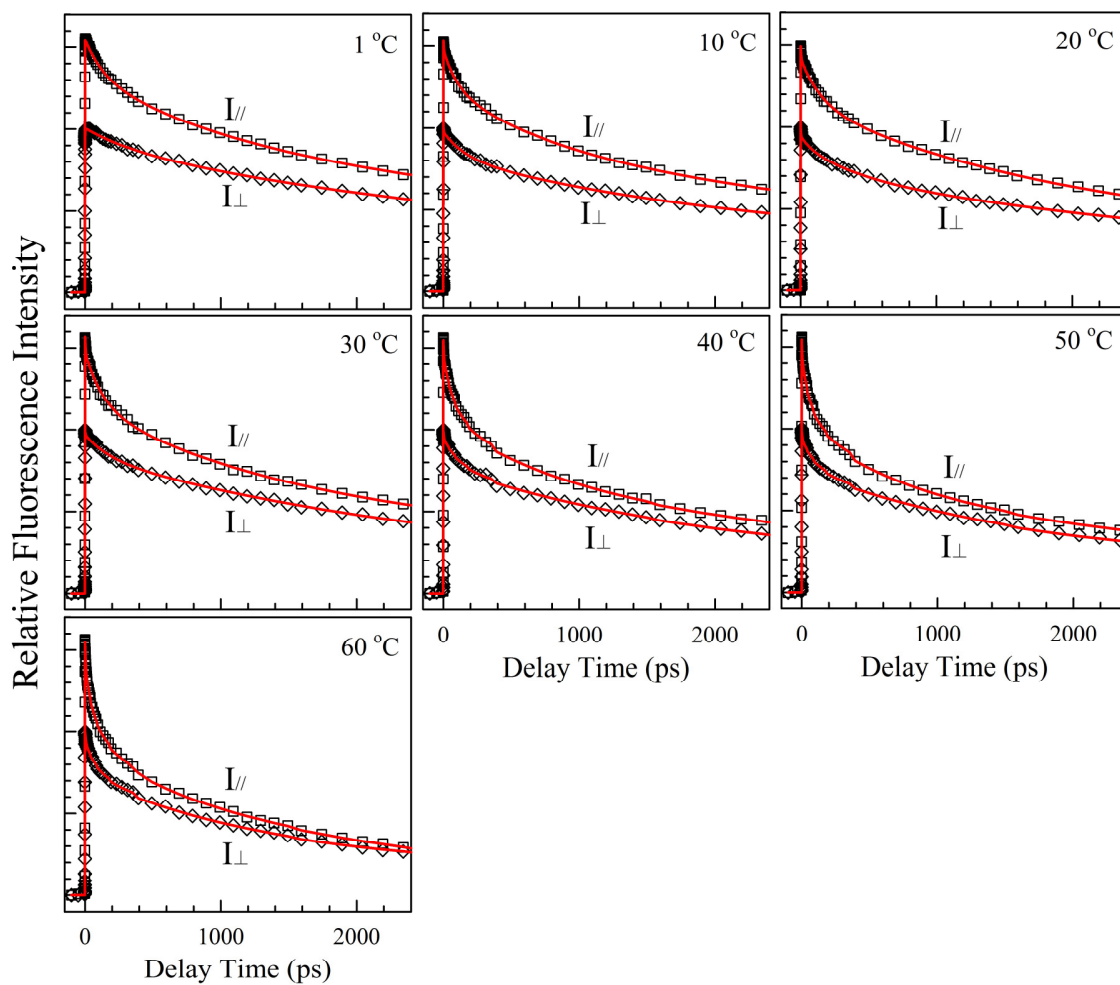 Relative Fluorescence Intensity
1 °C
I//
I⊥
10 °C
I//
I⊥
20 °C
I//
I⊥
30 °C
I//
I⊥
40 °C
I//
I⊥
50 °C
I//
I⊥
0 1000 2000
Delay Time (ps)
0 1000 2000
Delay Time (ps)
60 °C
I//
I⊥
0 1000 2000
Delay Time (ps)